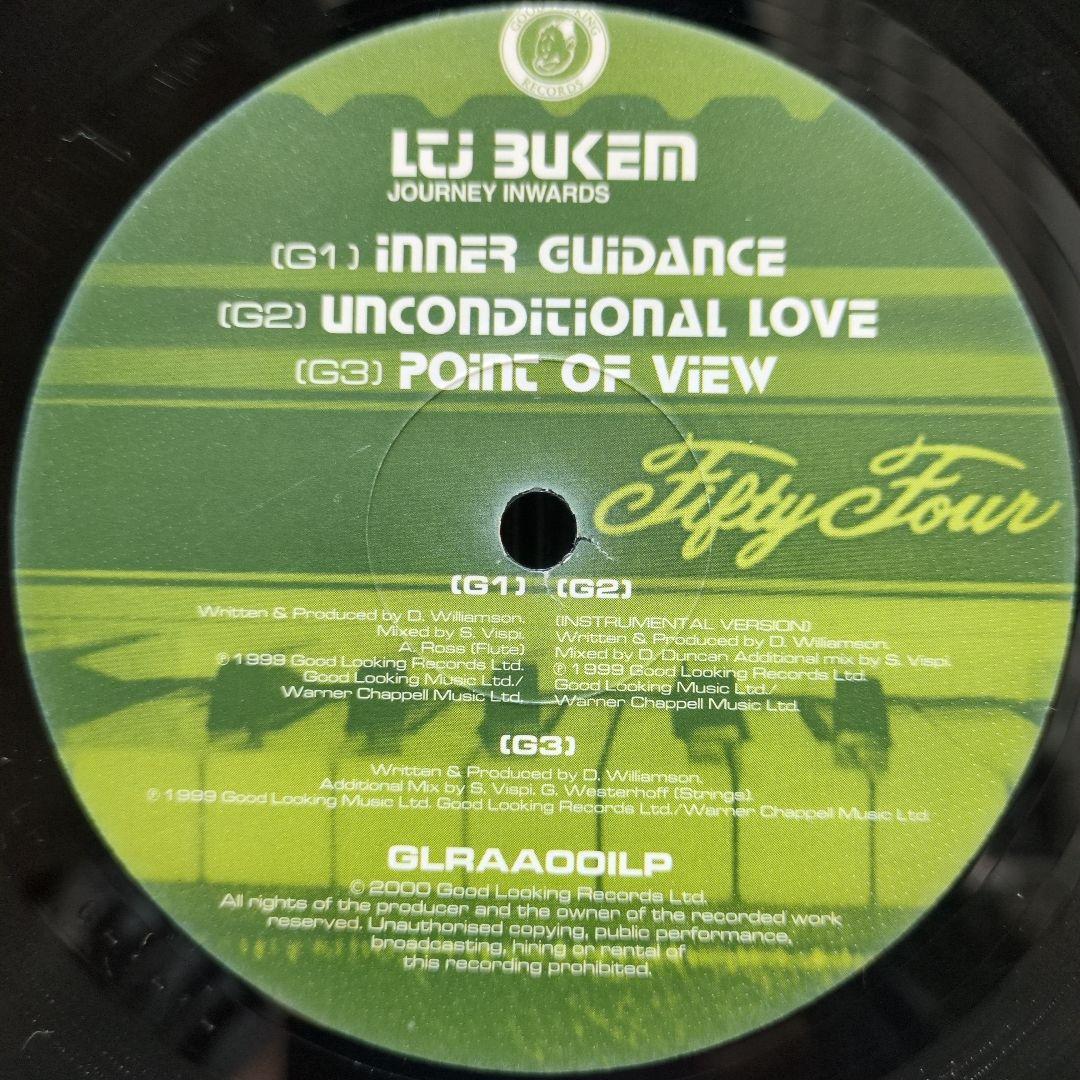 GOOD LOOKING
RECORDS
LTJ BUKEM
JOURNEY INWARDS
(G1) INNER GUIDANCE
(G2) UNCONDITIONAL LOVE
(G3) POINT OF VIEW
Fifty Four
(G1)
Written & Produced by D. Williamson.
Mixed by S. Vispi.
A. Ross (Flute)
℗ 1999 Good Looking Records Ltd.
Good Looking Music Ltd./
Warner Chappell Music Ltd.
(G2)
(INSTRUMENTAL VERSION)
Written & Produced by D. Williamson.
Mixed by D. Duncan Additional mix by S. Vispi.
℗ 1999 Good Looking Records Ltd.
Good Looking Music Ltd./
Warner Chappell Music Ltd.
(G3)
Written & Produced by D. Williamson.
Additional Mix by S. Vispi. G. Westerhoff (Strings).
℗ 1999 Good Looking Music Ltd. Good Looking Records Ltd./Warner Chappell Music Ltd.
GLRAA001LP
© 2000 Good Looking Records Ltd.
All rights of the producer and the owner of the recorded work
reserved. Unauthorised copying, public performance,
broadcasting, hiring or rental of
this recording prohibited.